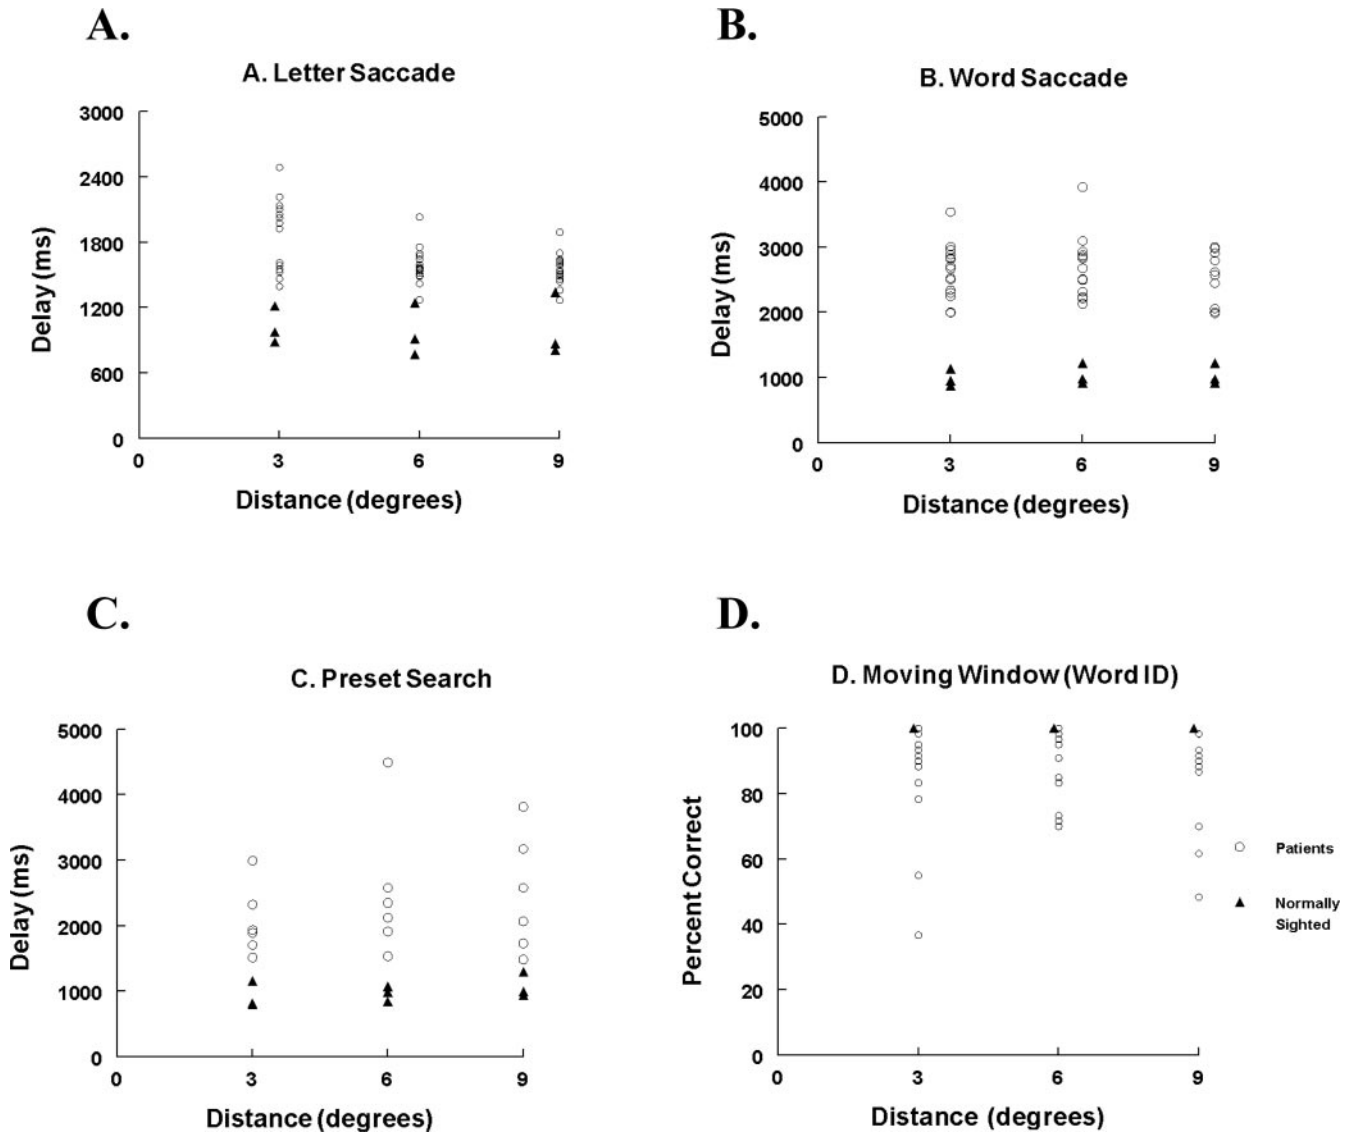 A.
B.
A. Letter Saccade
B. Word Saccade
3000
2400
1800
1200
600
0
Delay (ms)
0 3 6 9
Distance (degrees)
5000
4000
3000
2000
1000
0
Delay (ms)
0 3 6 9
Distance (degrees)
C.
D.
C. Preset Search
D. Moving Window (Word ID)
5000
4000
3000
2000
1000
0
Delay (ms)
0 3 6 9
Distance (degrees)
100
80
60
40
20
0
Percent Correct
0 3 6 9
Distance (degrees)
Patients
Normally
Sighted